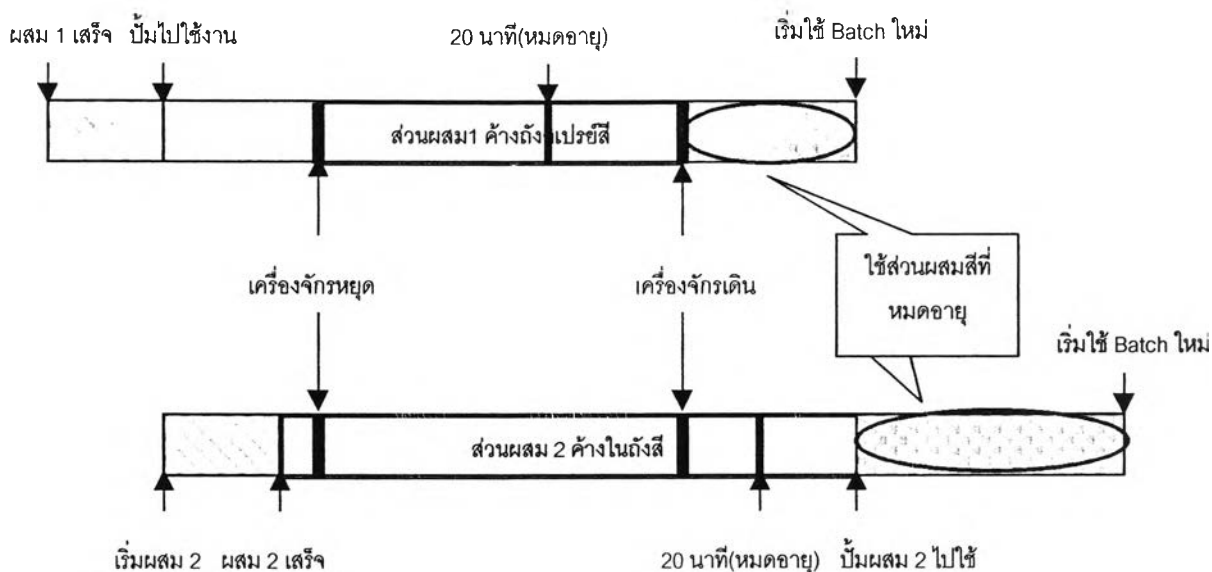 ผสม 1 เสร็จ ปั้มไปใช้งาน 20 นาที(หมดอายุ) เริ่มใช้ Batch ใหม่
ส่วนผสม1 ค้างถังสเปรย์สี
เครื่องจักรหยุด เครื่องจักรเดิน
ใช้ส่วนผสมสีที่
หมดอายุ
เริ่มใช้ Batch ใหม่
ส่วนผสม 2 ค้างในถังสี
เริ่มผสม 2 ผสม 2 เสร็จ 20 นาที(หมดอายุ) ปั้มผสม 2 ไปใช้